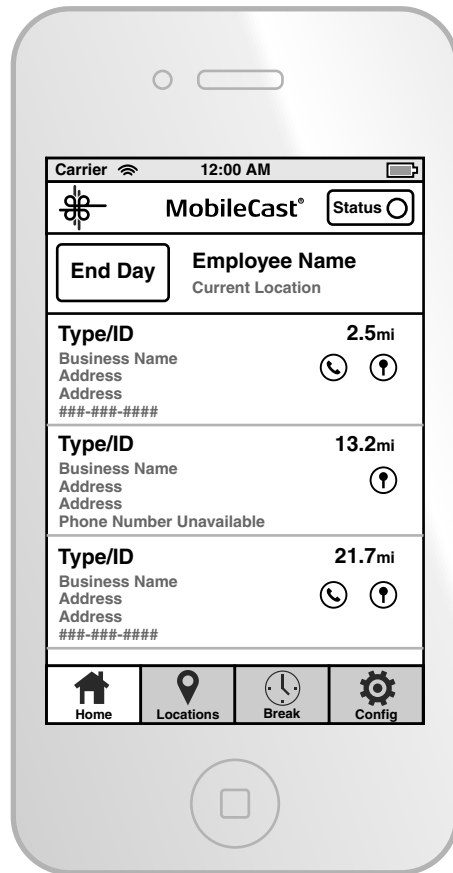 Carrier 12:00 AM
MobileCast® Status
End Day Employee Name
Current Location
Type/ID 2.5mi
Business Name
Address
Address
###-###-####
Type/ID 13.2mi
Business Name
Address
Address
Phone Number Unavailable
Type/ID 21.7mi
Business Name
Address
Address
###-###-####
Home Locations Break Config